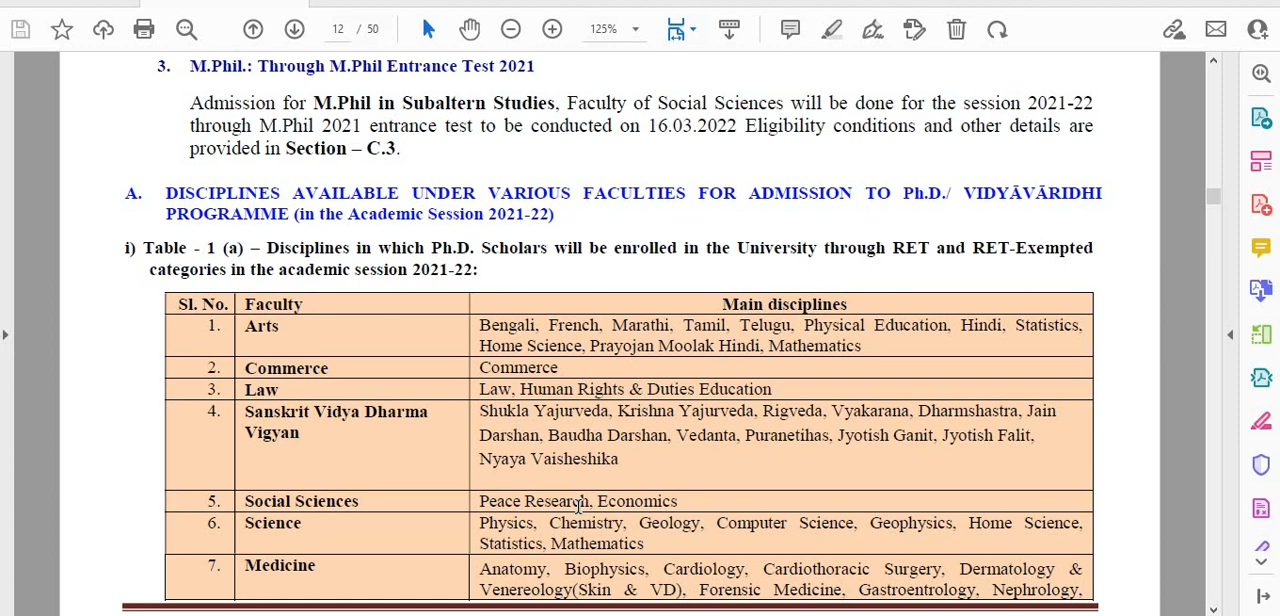 12 / 50
125%
3. M.Phil.: Through M.Phil Entrance Test 2021
Admission for M.Phil in Subaltern Studies, Faculty of Social Sciences will be done for the session 2021-22
through M.Phil 2021 entrance test to be conducted on 16.03.2022 Eligibility conditions and other details are
provided in Section – C.3.
A. DISCIPLINES AVAILABLE UNDER VARIOUS FACULTIES FOR ADMISSION TO Ph.D./ VIDYĀVĀRIDHI
PROGRAMME (in the Academic Session 2021-22)
i) Table - 1 (a) – Disciplines in which Ph.D. Scholars will be enrolled in the University through RET and RET-Exempted
categories in the academic session 2021-22:
Sl. No. Faculty Main disciplines
1. Arts Bengali, French, Marathi, Tamil, Telugu, Physical Education, Hindi, Statistics,
Home Science, Prayojan Moolak Hindi, Mathematics
2. Commerce Commerce
3. Law Law, Human Rights & Duties Education
4. Sanskrit Vidya Dharma Shukla Yajurveda, Krishna Yajurveda, Rigveda, Vyakarana, Dharmshastra, Jain
Vigyan Darshan, Baudha Darshan, Vedanta, Puranetihas, Jyotish Ganit, Jyotish Falit,
Nyaya Vaisheshika
5. Social Sciences Peace Research, Economics
6. Science Physics, Chemistry, Geology, Computer Science, Geophysics, Home Science,
Statistics, Mathematics
7. Medicine Anatomy, Biophysics, Cardiology, Cardiothoracic Surgery, Dermatology &
Venereology(Skin & VD), Forensic Medicine, Gastroentrology, Nephrology,